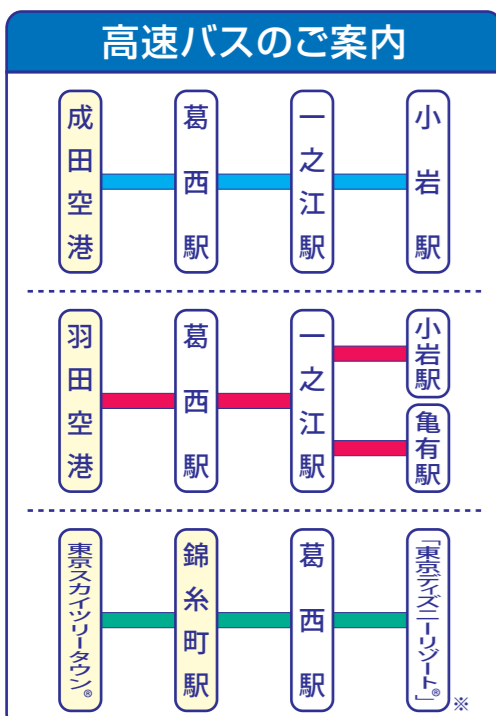 高速バスのご案内
成田空港
葛西駅
一之江駅
小岩駅
羽田空港
葛西駅
一之江駅
小岩駅
亀有駅
東京スカイツリータウン®
錦糸町駅
葛西駅
「東京ディズニーリゾート®」
※